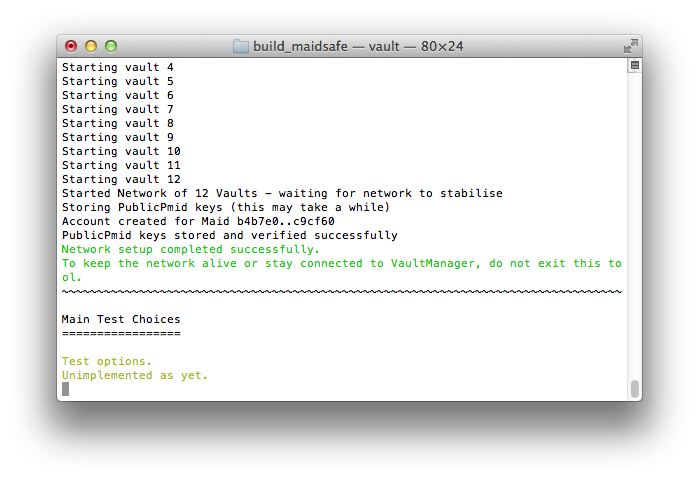 build_maidsafe — vault — 80×24
Starting vault 4
Starting vault 5
Starting vault 6
Starting vault 7
Starting vault 8
Starting vault 9
Starting vault 10
Starting vault 11
Starting vault 12
Started Network of 12 Vaults - waiting for network to stabilise
Storing PublicPmid keys (this may take a while)
Account created for Maid b4b7e0..c9cf60
PublicPmid keys stored and verified successfully
Network setup completed successfully.
To keep the network alive or stay connected to VaultManager, do not exit this to
ol.
~~~~~~~~~~~~~~~~~~~~~~~~~~~~~~~~~~~~~~~~~~~~~~~~~~~~~~~~~~~~~~~~~~~~~~~~~~~~~~~~
Main Test Choices
=================
Test options.
Unimplemented as yet.